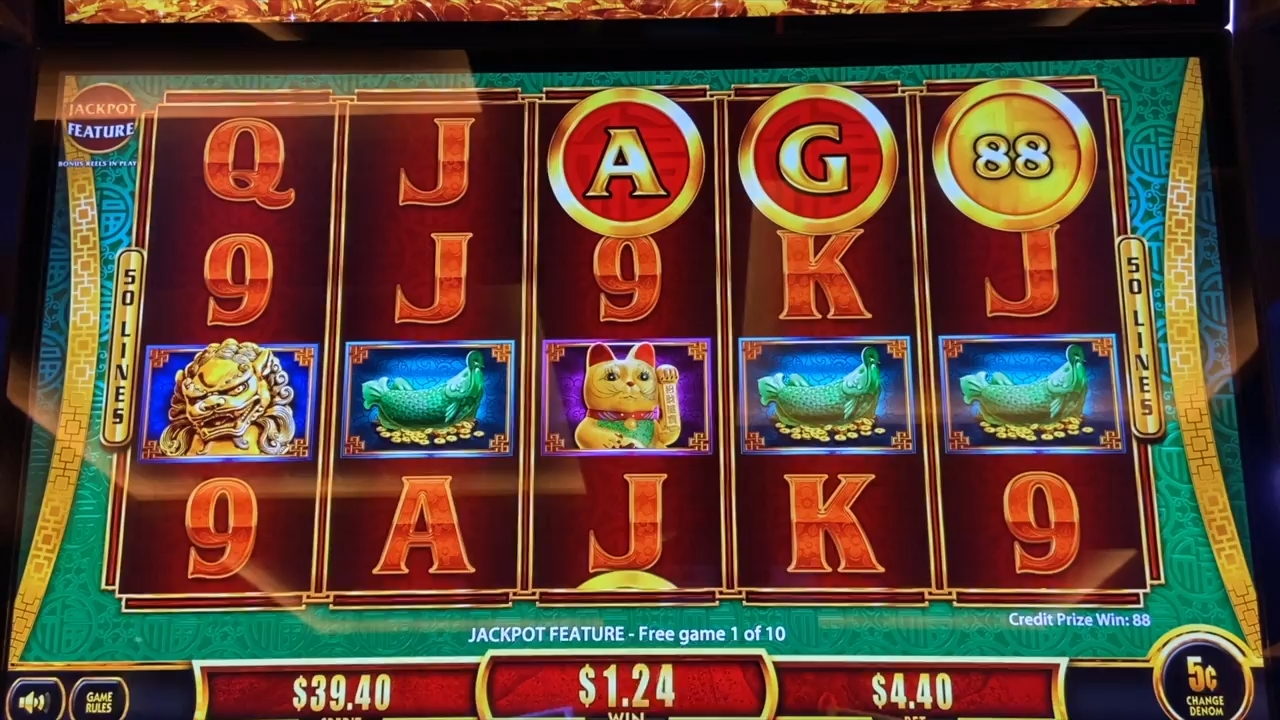 JACKPOT
FEATURE
BONUS REELS IN PLAY
Q J A G 88
9 J 9 K J
9 A J K 9
50 LINES
50 LINES
Credit Prize Win: 88
JACKPOT FEATURE - Free game 1 of 10
GAME
RULES
$39.40
$1.24
WIN
$4.40
5¢
CHANGE
DENOM